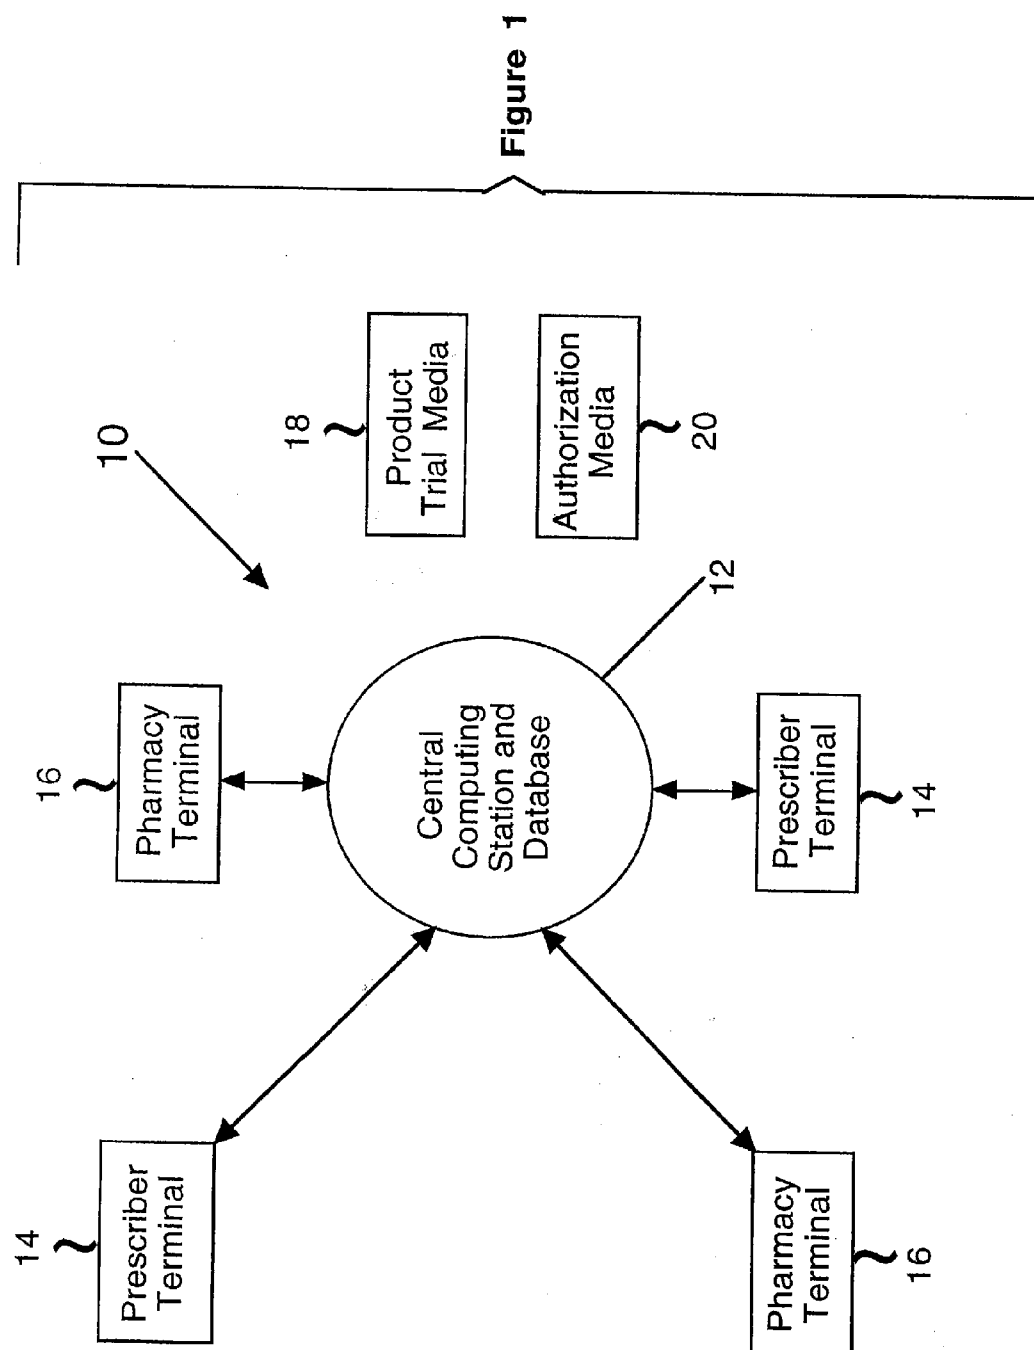 10
14
Prescriber
Terminal
16
Pharmacy
Terminal
18
Product
Trial Media
Central
Computing
Station and
Database
12
Authorization
Media
20
Pharmacy
Terminal
16
Prescriber
Terminal
14
Figure 1